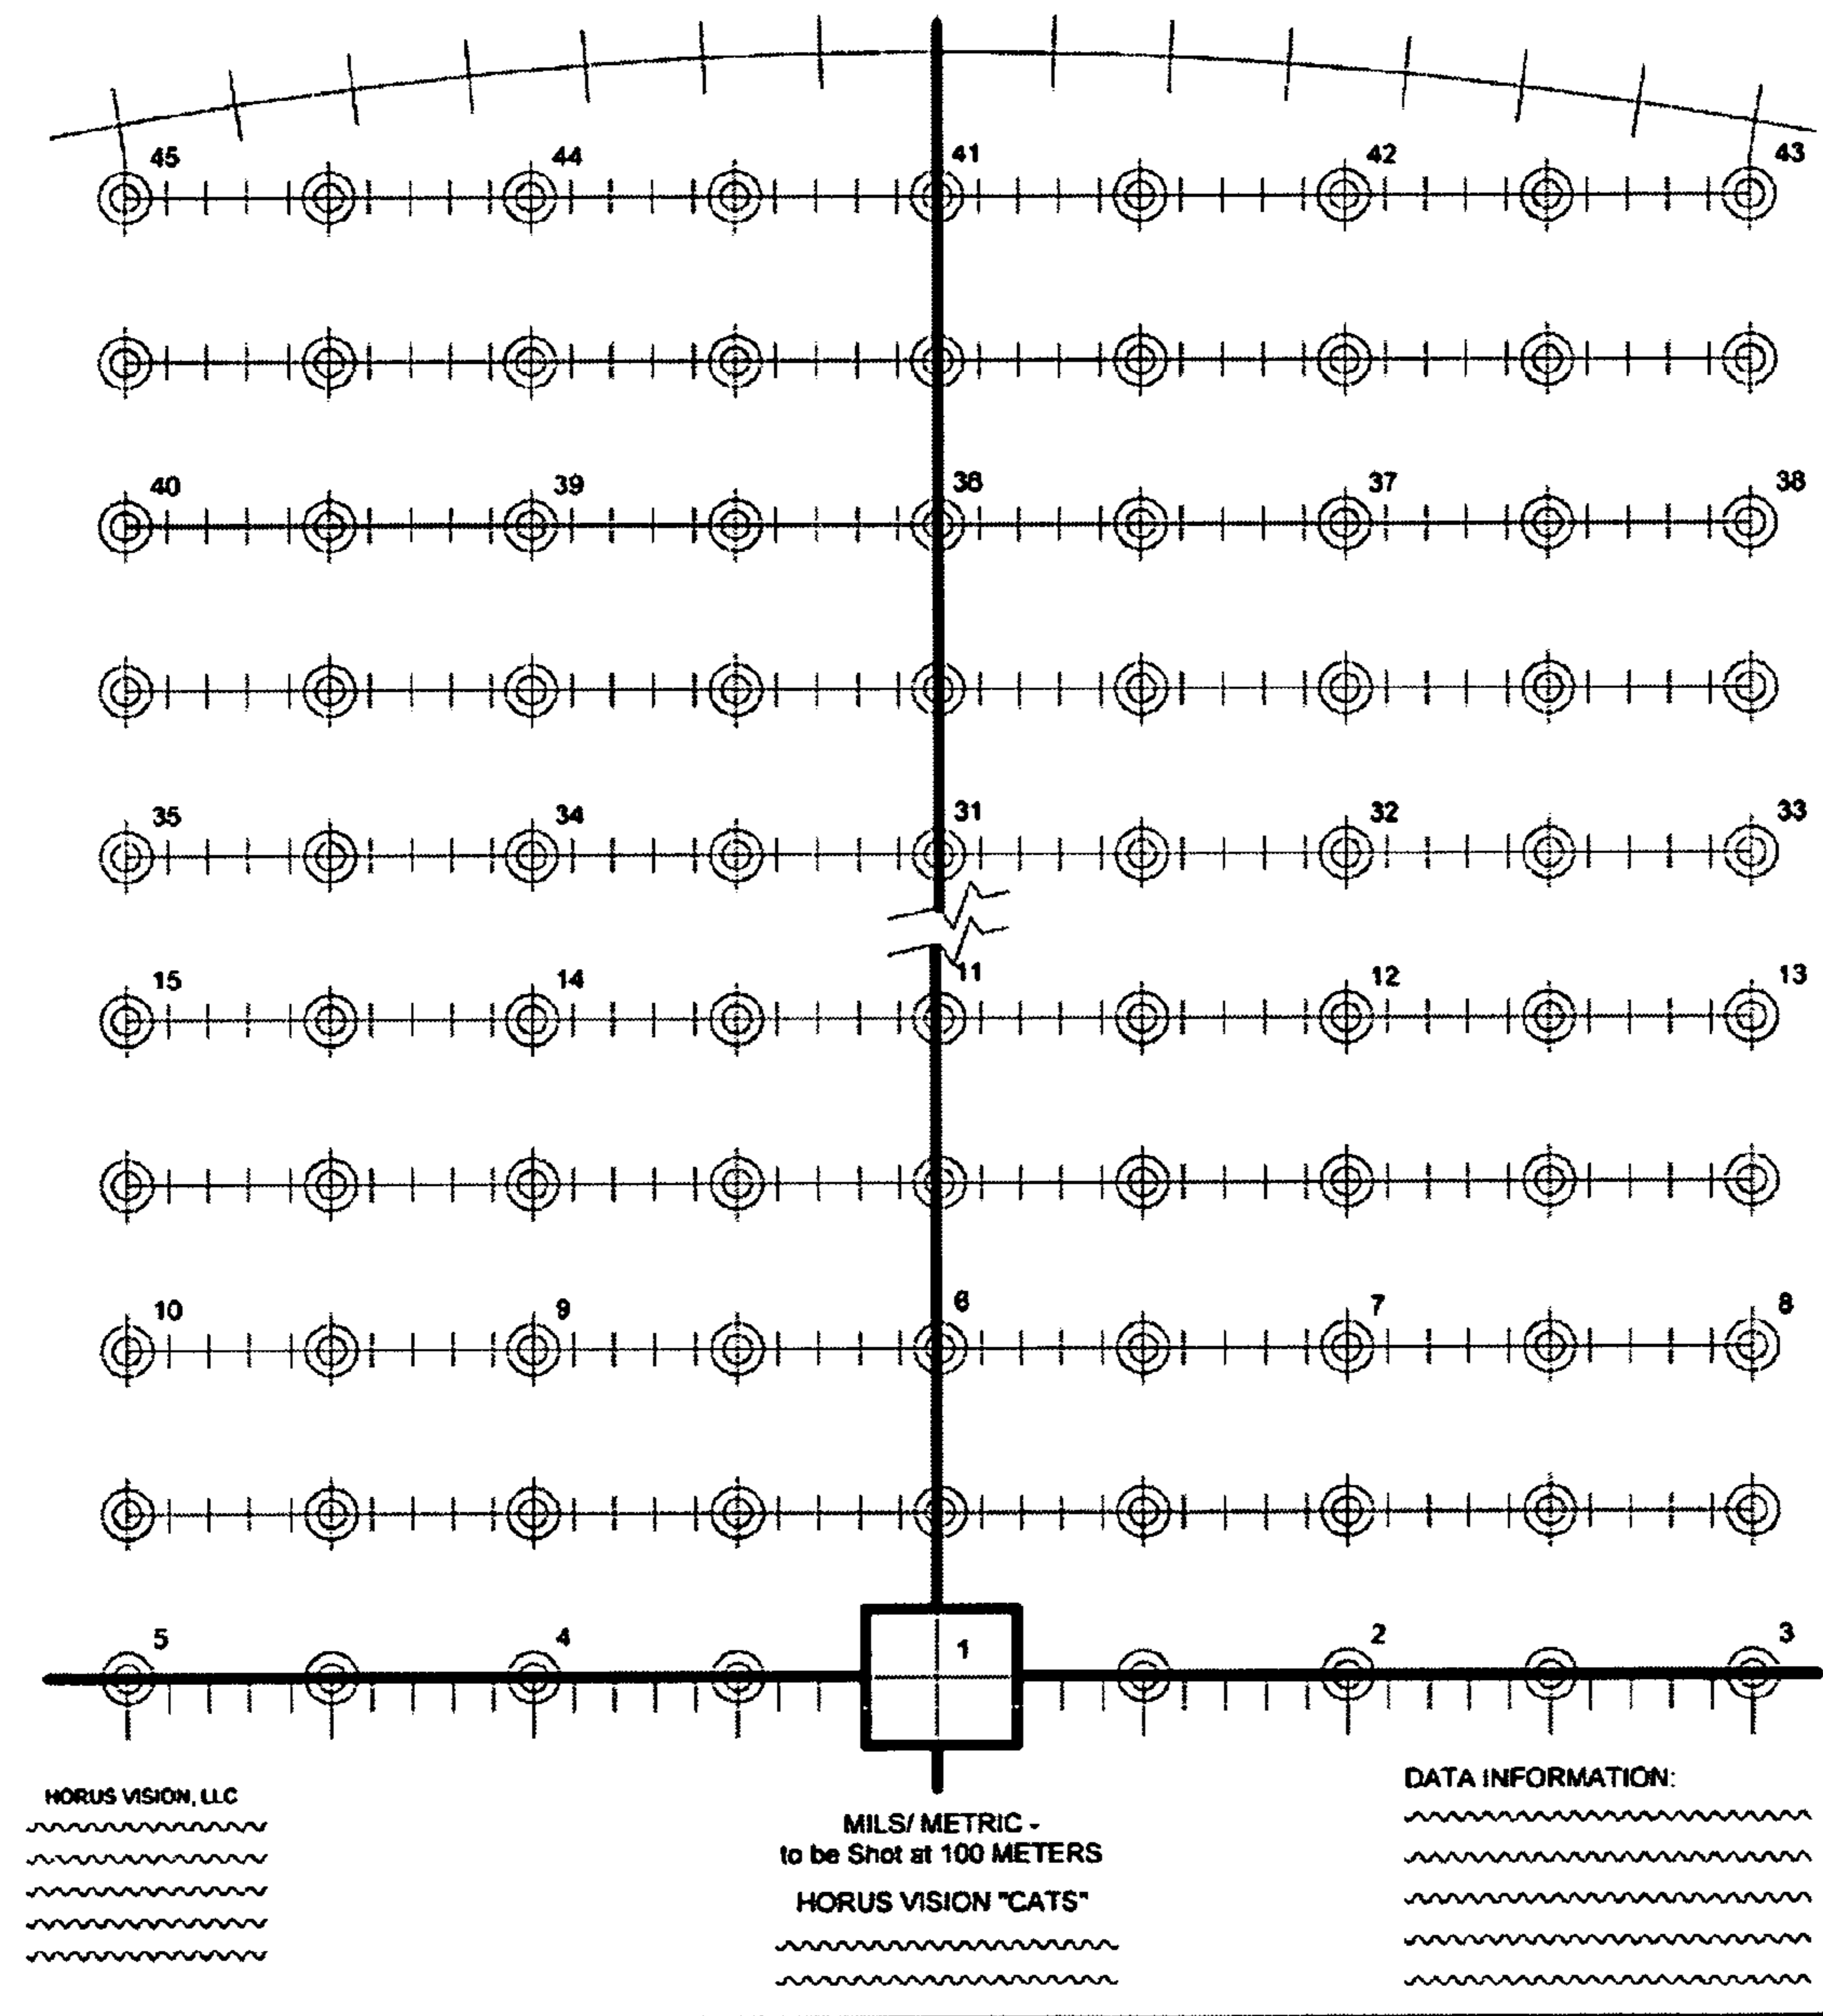 45 44 41 42 43
40 39 36 37 38
35 34 31 32 33
15 14 11 12 13
10 9 6 7 8
5 4 1 2 3
HORUS VISION, LLC
MILS/ METRIC -
to be Shot at 100 METERS
HORUS VISION "CATS"
DATA INFORMATION: